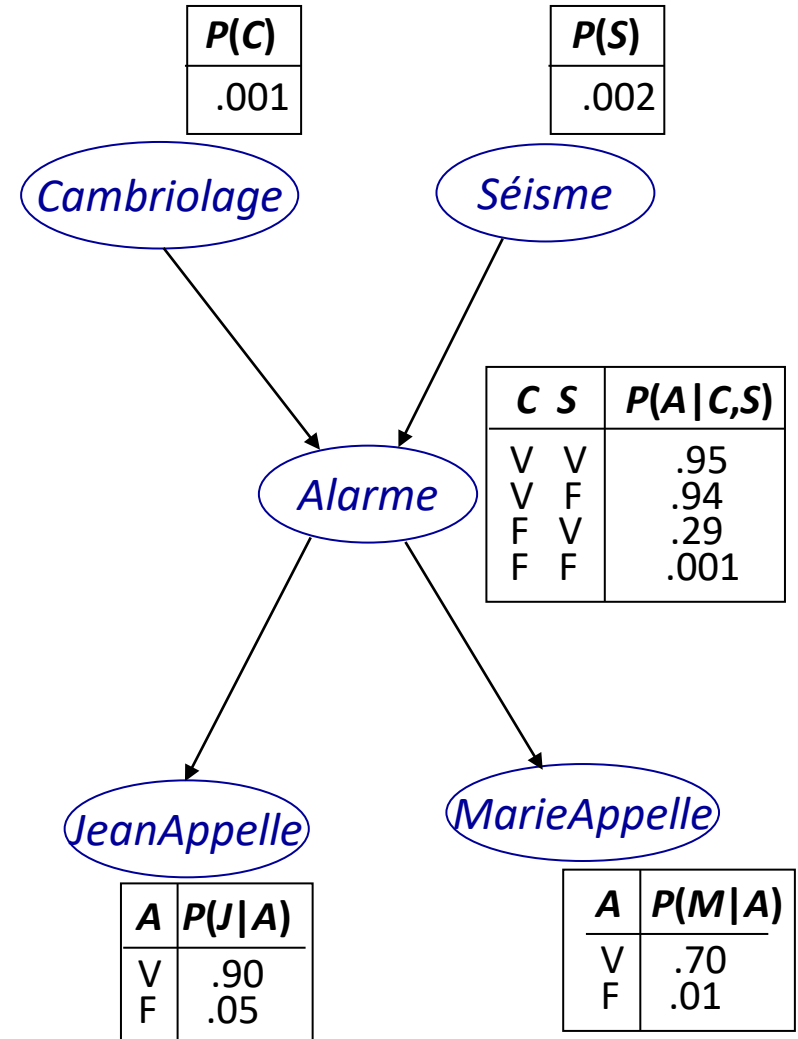 P(C)
.001
P(S)
.002
Cambriolage
Séisme
C S P(A|C,S)
V V .95
V F .94
F V .29
F F .001
Alarme
JeanAppelle
MarieAppelle
A P(J|A)
V .90
F .05
A P(M|A)
V .70
F .01